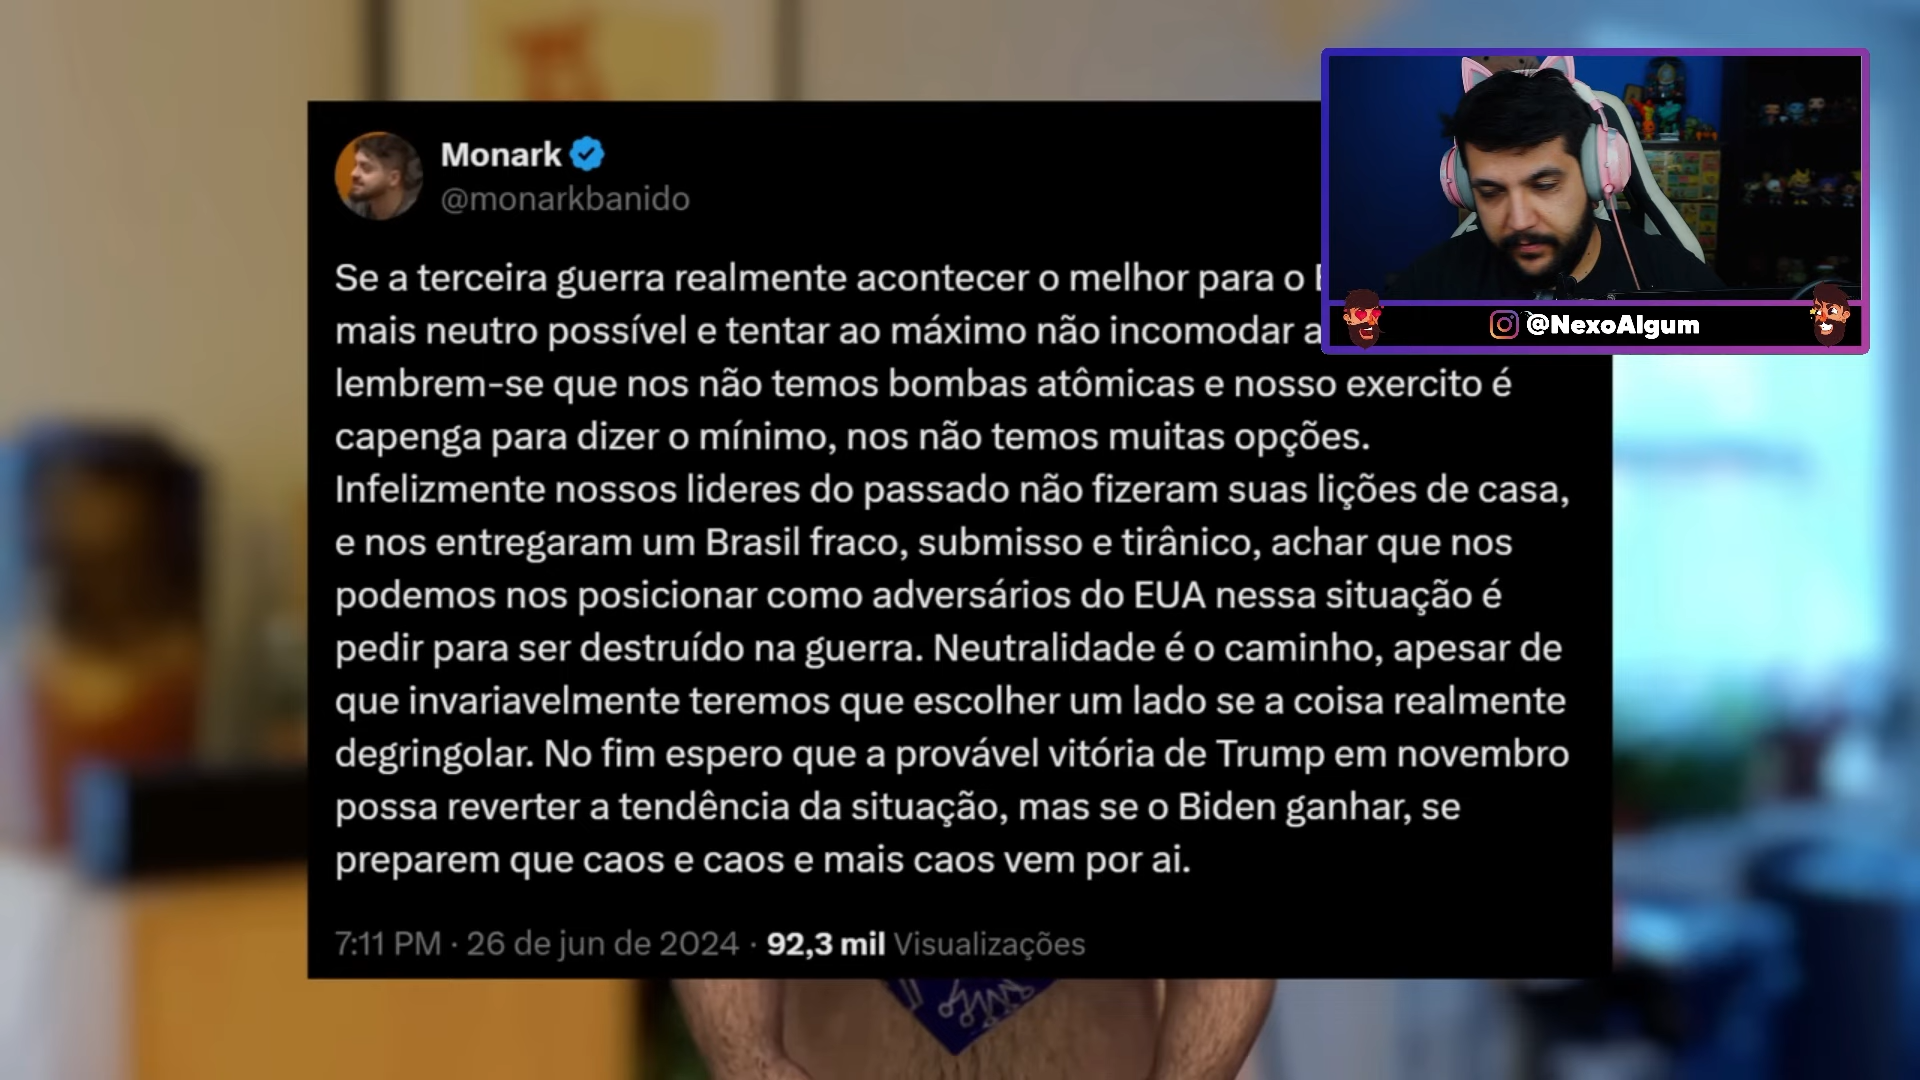 Monark
@monarkbanido
Se a terceira guerra realmente acontecer o melhor para o
mais neutro possível e tentar ao máximo não incomodar a
lembrem-se que nos não temos bombas atômicas e nosso exercito é
capenga para dizer o mínimo, nos não temos muitas opções.
Infelizmente nossos lideres do passado não fizeram suas lições de casa,
e nos entregaram um Brasil fraco, submisso e tirânico, achar que nos
podemos nos posicionar como adversários do EUA nessa situação é
pedir para ser destruído na guerra. Neutralidade é o caminho, apesar de
que invariavelmente teremos que escolher um lado se a coisa realmente
degringolar. No fim espero que a provável vitória de Trump em novembro
possa reverter a tendência da situação, mas se o Biden ganhar, se
preparem que caos e caos e mais caos vem por ai.
7:11 PM · 26 de jun de 2024 · 92,3 mil Visualizações
@NexoAlgum